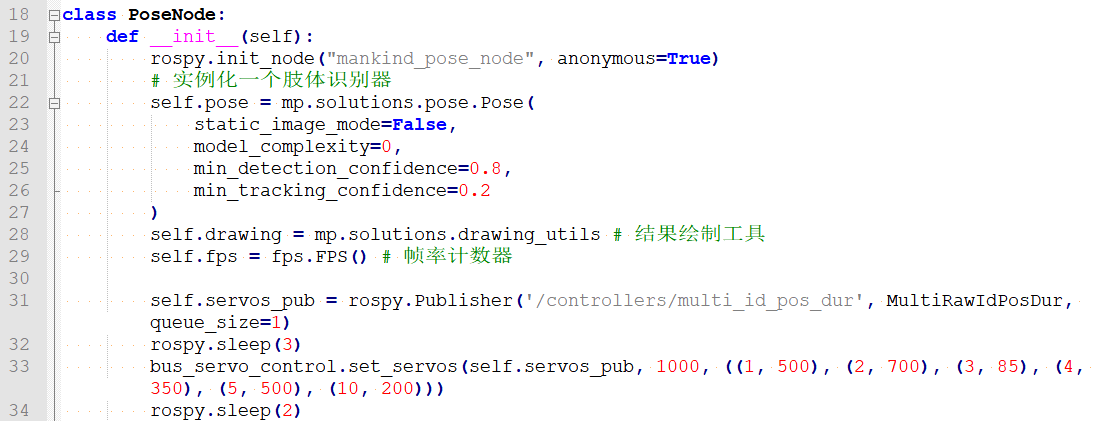 18 class PoseNode:
19     def __init__(self):
20         rospy.init_node("mankind_pose_node", anonymous=True)
21         # 实例化一个肢体识别器
22         self.pose = mp.solutions.pose.Pose(
23             static_image_mode=False,
24             model_complexity=0,
25             min_detection_confidence=0.8,
26             min_tracking_confidence=0.2
27         )
28         self.drawing = mp.solutions.drawing_utils # 结果绘制工具
29         self.fps = fps.FPS() # 帧率计数器
30
31         self.servos_pub = rospy.Publisher('/controllers/multi_id_pos_dur', MultiRawIdPosDur,
        queue_size=1)
32         rospy.sleep(3)
33         bus_servo_control.set_servos(self.servos_pub, 1000, ((1, 500), (2, 700), (3, 85), (4,
        350), (5, 500), (10, 200)))
34         rospy.sleep(2)